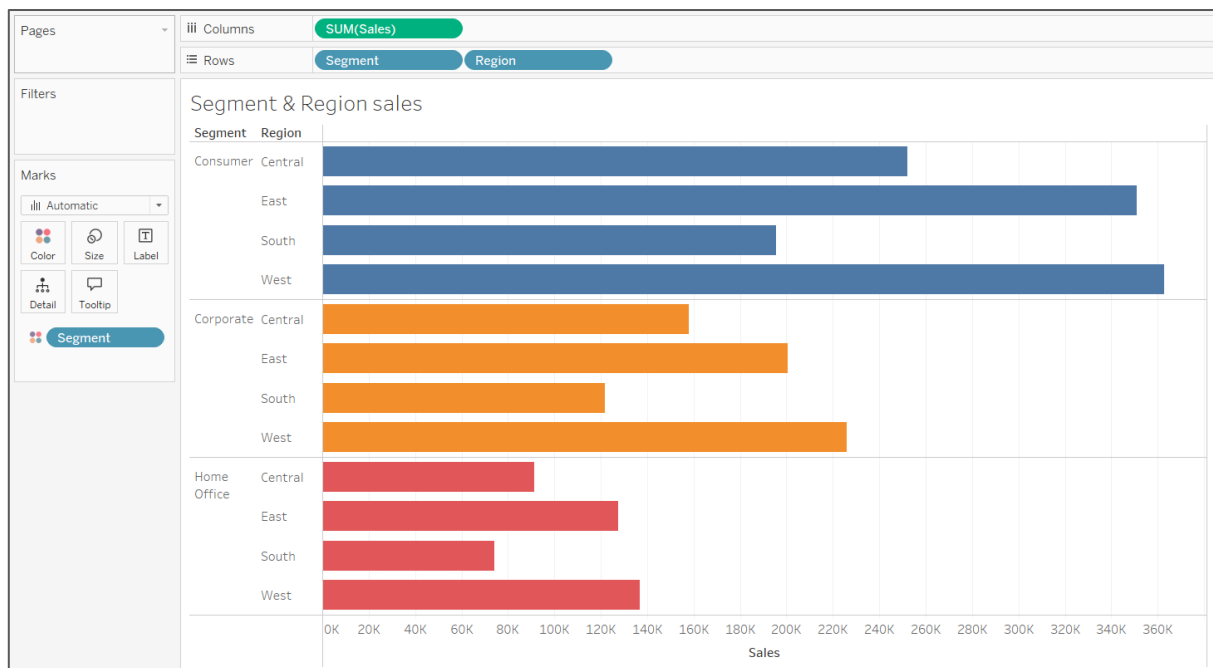 Pages
Columns
SUM(Sales)
Rows
Segment Region
Filters
Marks
Automatic
Color Size Label
Detail Tooltip
Segment
Segment & Region sales
Segment Region
Consumer Central
East
South
West
Corporate Central
East
South
West
Home Office Central
East
South
West
0K 20K 40K 60K 80K 100K 120K 140K 160K 180K 200K 220K 240K 260K 280K 300K 320K 340K 360K
Sales